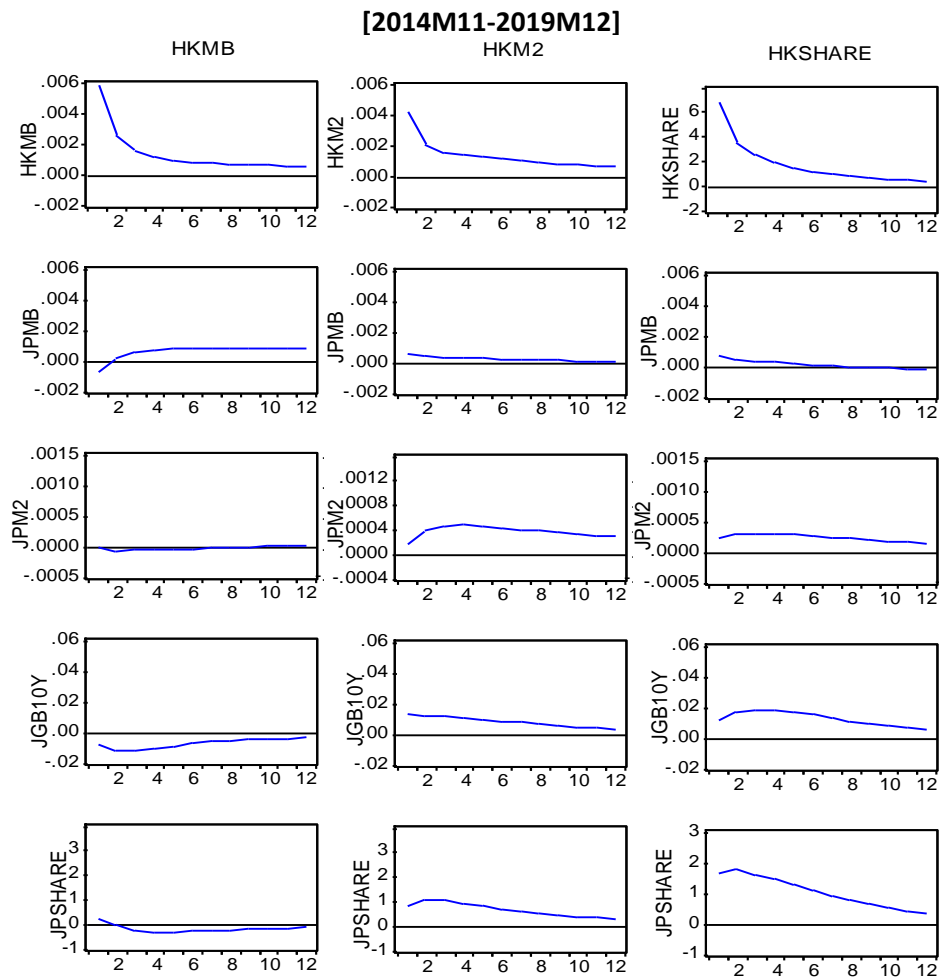 [2014M11-2019M12]
HKMB HKM2 HKSHARE
HKMB
.006
.004
.002
.000
-.002
2 4 6 8 10 12
HKM2
.006
.004
.002
.000
-.002
2 4 6 8 10 12
HKSHARE
6
4
2
0
-2
2 4 6 8 10 12
JPMB
.006
.004
.002
.000
-.002
2 4 6 8 10 12
JPMB
.006
.004
.002
.000
-.002
2 4 6 8 10 12
JPMB
.006
.004
.002
.000
-.002
2 4 6 8 10 12
JPM2
.0015
.0010
.0005
.0000
-.0005
2 4 6 8 10 12
JPM2
.0012
.0008
.0004
.0000
-.0004
2 4 6 8 10 12
JPM2
.0015
.0010
.0005
.0000
-.0005
2 4 6 8 10 12
JGB10Y
.06
.04
.02
.00
-.02
2 4 6 8 10 12
JGB10Y
.06
.04
.02
.00
-.02
2 4 6 8 10 12
JGB10Y
.06
.04
.02
.00
-.02
2 4 6 8 10 12
JPSHARE
3
2
1
0
-1
2 4 6 8 10 12
JPSHARE
3
2
1
0
-1
2 4 6 8 10 12
JPSHARE
3
2
1
0
-1
2 4 6 8 10 12